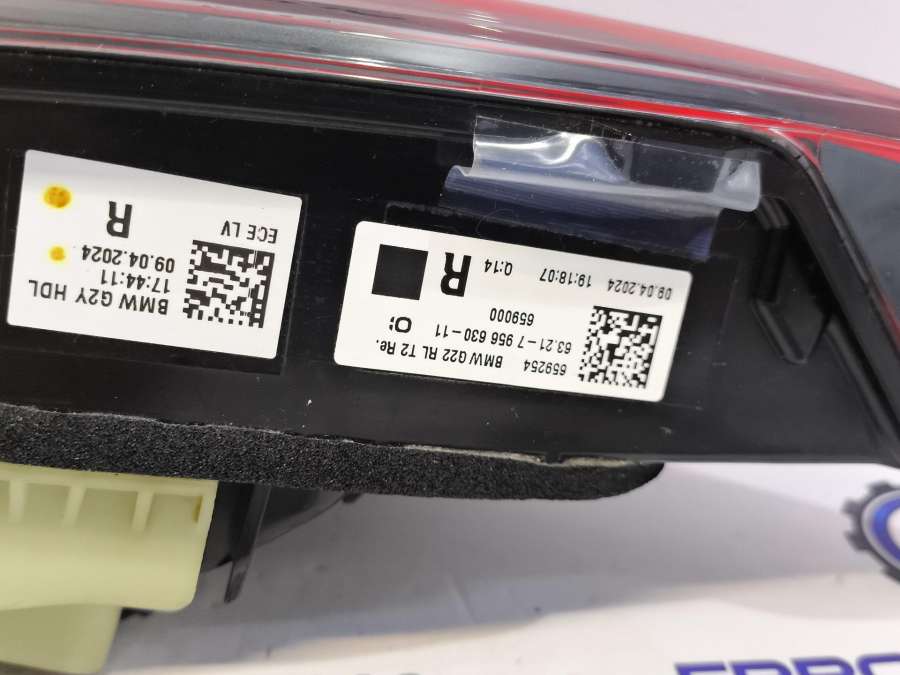 BMW G2Y HDL
17:44:11
09.04.2024
R
ECE LV
659254 BMW G22 RL T2 Re.
63.21-7 956 630-11
659000
09.04.2024 19:18:07 Q:14
R